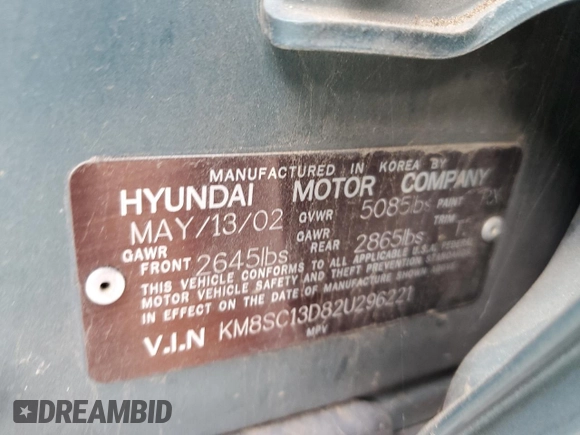 MANUFACTURED IN KOREA BY
HYUNDAI MOTOR COMPANY
MAY/13/02 GVWR 5085lbs PAINT
GAWR FRONT 2645lbs GAWR REAR 2865lbs TRIM
THIS VEHICLE CONFORMS TO ALL APPLICABLE U.S.A. FEDERAL
MOTOR VEHICLE SAFETY AND THEFT PREVENTION STANDARDS
IN EFFECT ON THE DATE OF MANUFACTURE SHOWN ABOVE
V.I.N KM8SC13D82U296221
MPV
DREAMBID